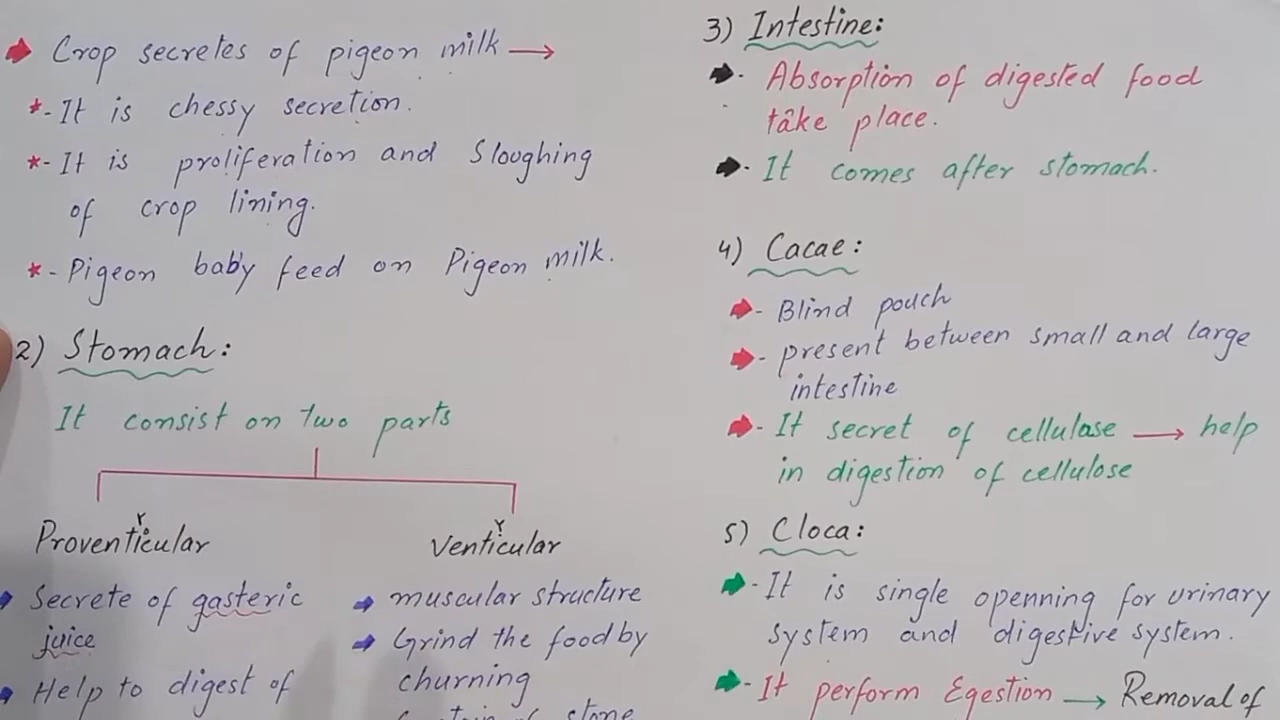 Crop secretes of pigeon milk →
*- It is chessy secretion.
*- It is proliferation and Sloughing
of crop lining.
*- Pigeon baby feed on Pigeon milk.
2) Stomach:
It consist on two parts
Proventicular
Secrete of gasteric
juice
Help to digest of
Venticular
muscular structure
Grind the food by
churning
stone
3) Intestine:
Absorption of digested food
take place.
It comes after stomach.
4) Cacae:
- Blind pouch
- present between small and large
intestine
- It secret of cellulase → help
in digestion of cellulose
5) Cloca:
- It is single openning for urinary
system and digestive system.
- It perform Egestion → Removal of